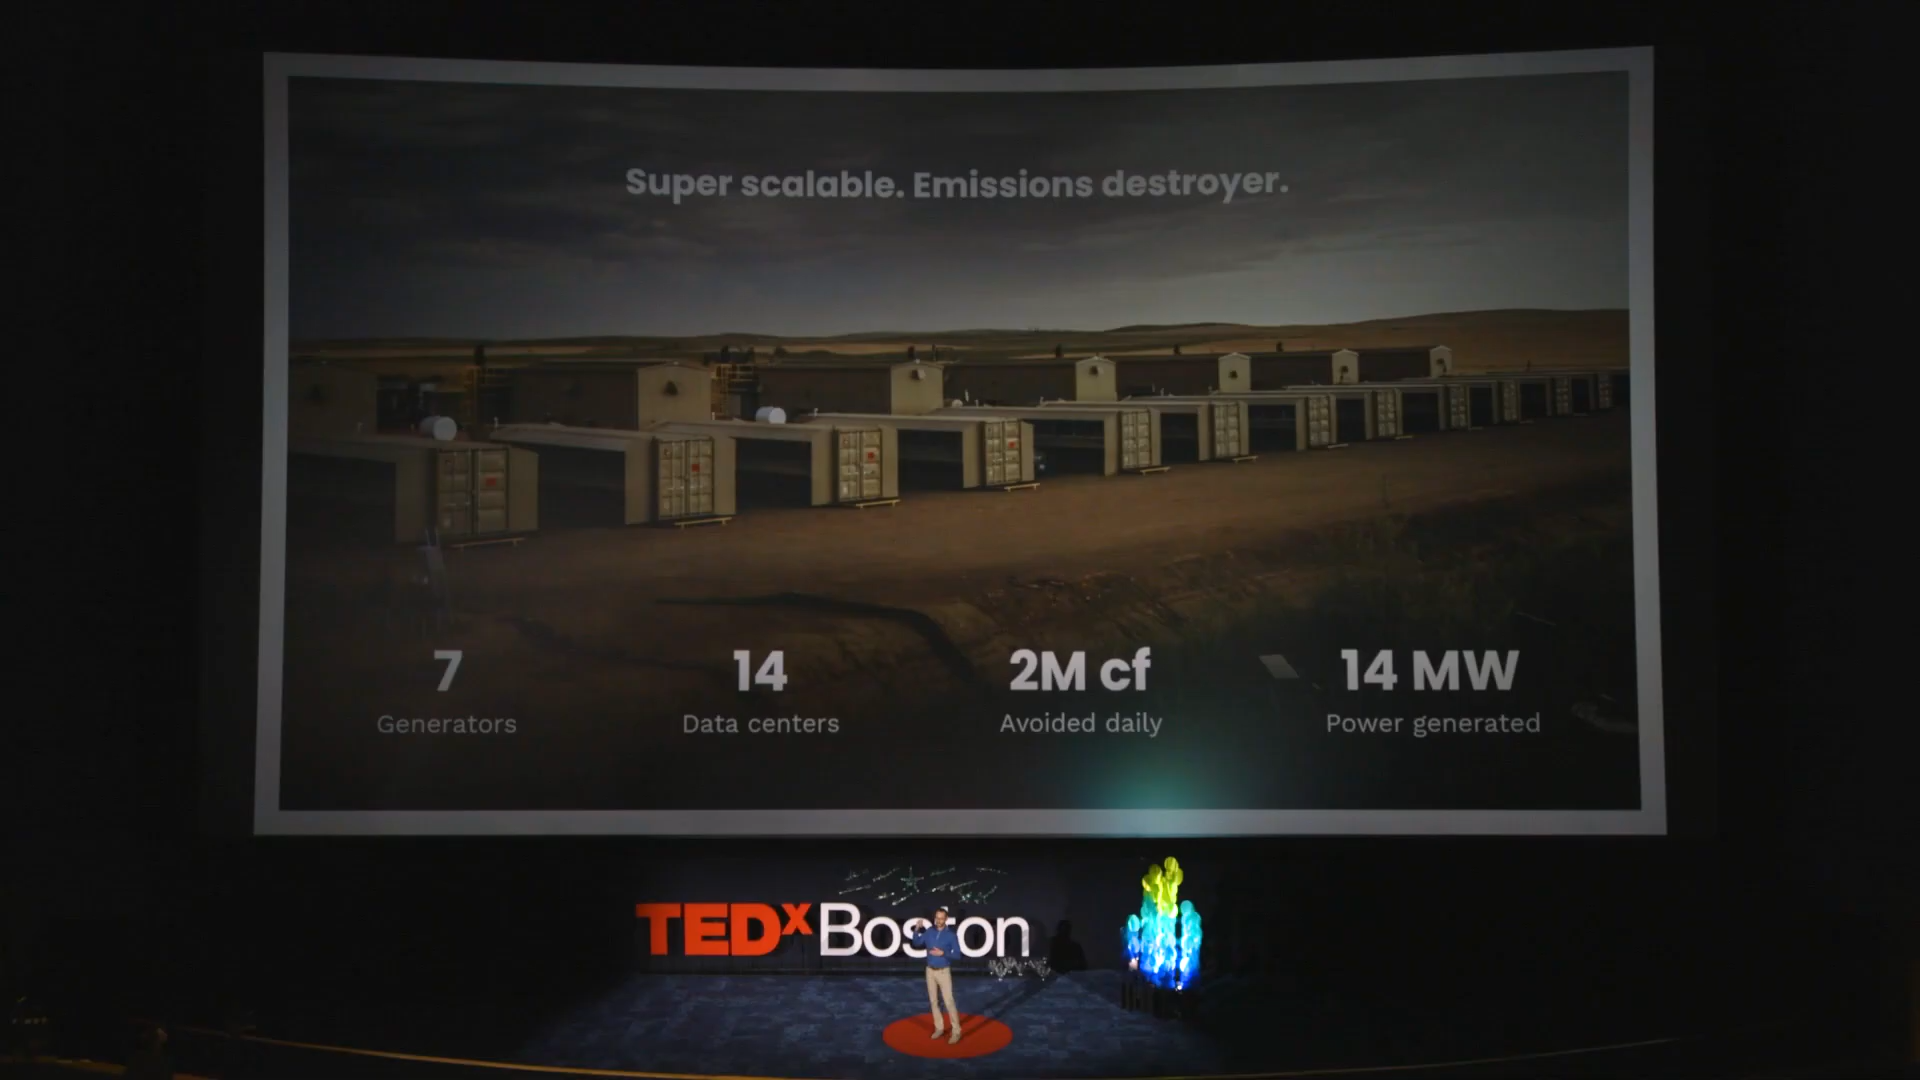 Super scalable. Emissions destroyer.
7
Generators
14
Data centers
2M cf
Avoided daily
14 MW
Power generated
TEDxBoston